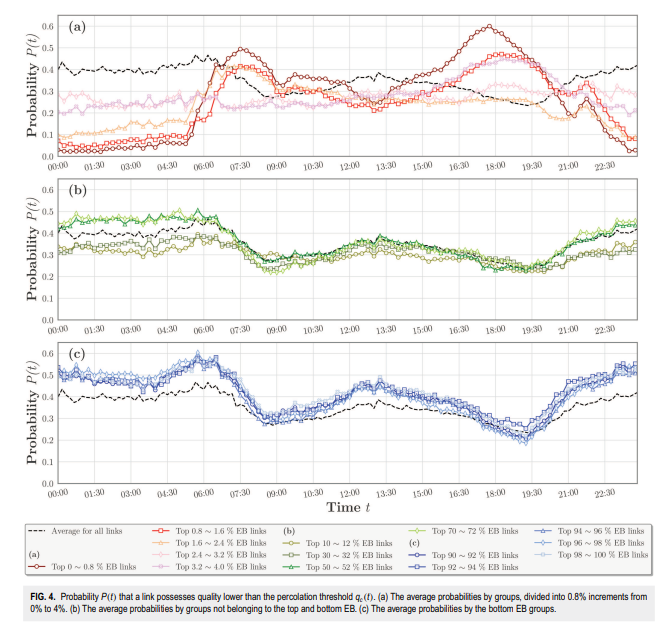 (a)
Probability P(t)
0.6
0.5
0.4
0.3
0.2
0.1
0.0
00:00 01:30 03:00 04:30 06:00 07:30 09:00 10:30 12:00 13:30 15:00 16:30 18:00 19:30 21:00 22:30
(b)
Probability P(t)
0.6
0.5
0.4
0.3
0.2
0.1
0.0
00:00 01:30 03:00 04:30 06:00 07:30 09:00 10:30 12:00 13:30 15:00 16:30 18:00 19:30 21:00 22:30
(c)
Probability P(t)
0.6
0.5
0.4
0.3
0.2
0.1
0.0
00:00 01:30 03:00 04:30 06:00 07:30 09:00 10:30 12:00 13:30 15:00 16:30 18:00 19:30 21:00 22:30
Time t
Average for all links
(a)
Top 0 ~ 0.8 % EB links
Top 0.8 ~ 1.6 % EB links
Top 1.6 ~ 2.4 % EB links
Top 2.4 ~ 3.2 % EB links
Top 3.2 ~ 4.0 % EB links
(b)
Top 10 ~ 12 % EB links
Top 30 ~ 32 % EB links
Top 50 ~ 52 % EB links
Top 70 ~ 72 % EB links
(c)
Top 90 ~ 92 % EB links
Top 92 ~ 94 % EB links
Top 94 ~ 96 % EB links
Top 96 ~ 98 % EB links
Top 98 ~ 100 % EB links
FIG. 4. Probability P(t) that a link possesses quality lower than the percolation threshold qc(t). (a) The average probabilities by groups, divided into 0.8% increments from
0% to 4%. (b) The average probabilities by groups not belonging to the top and bottom EB. (c) The average probabilities by the bottom EB groups.